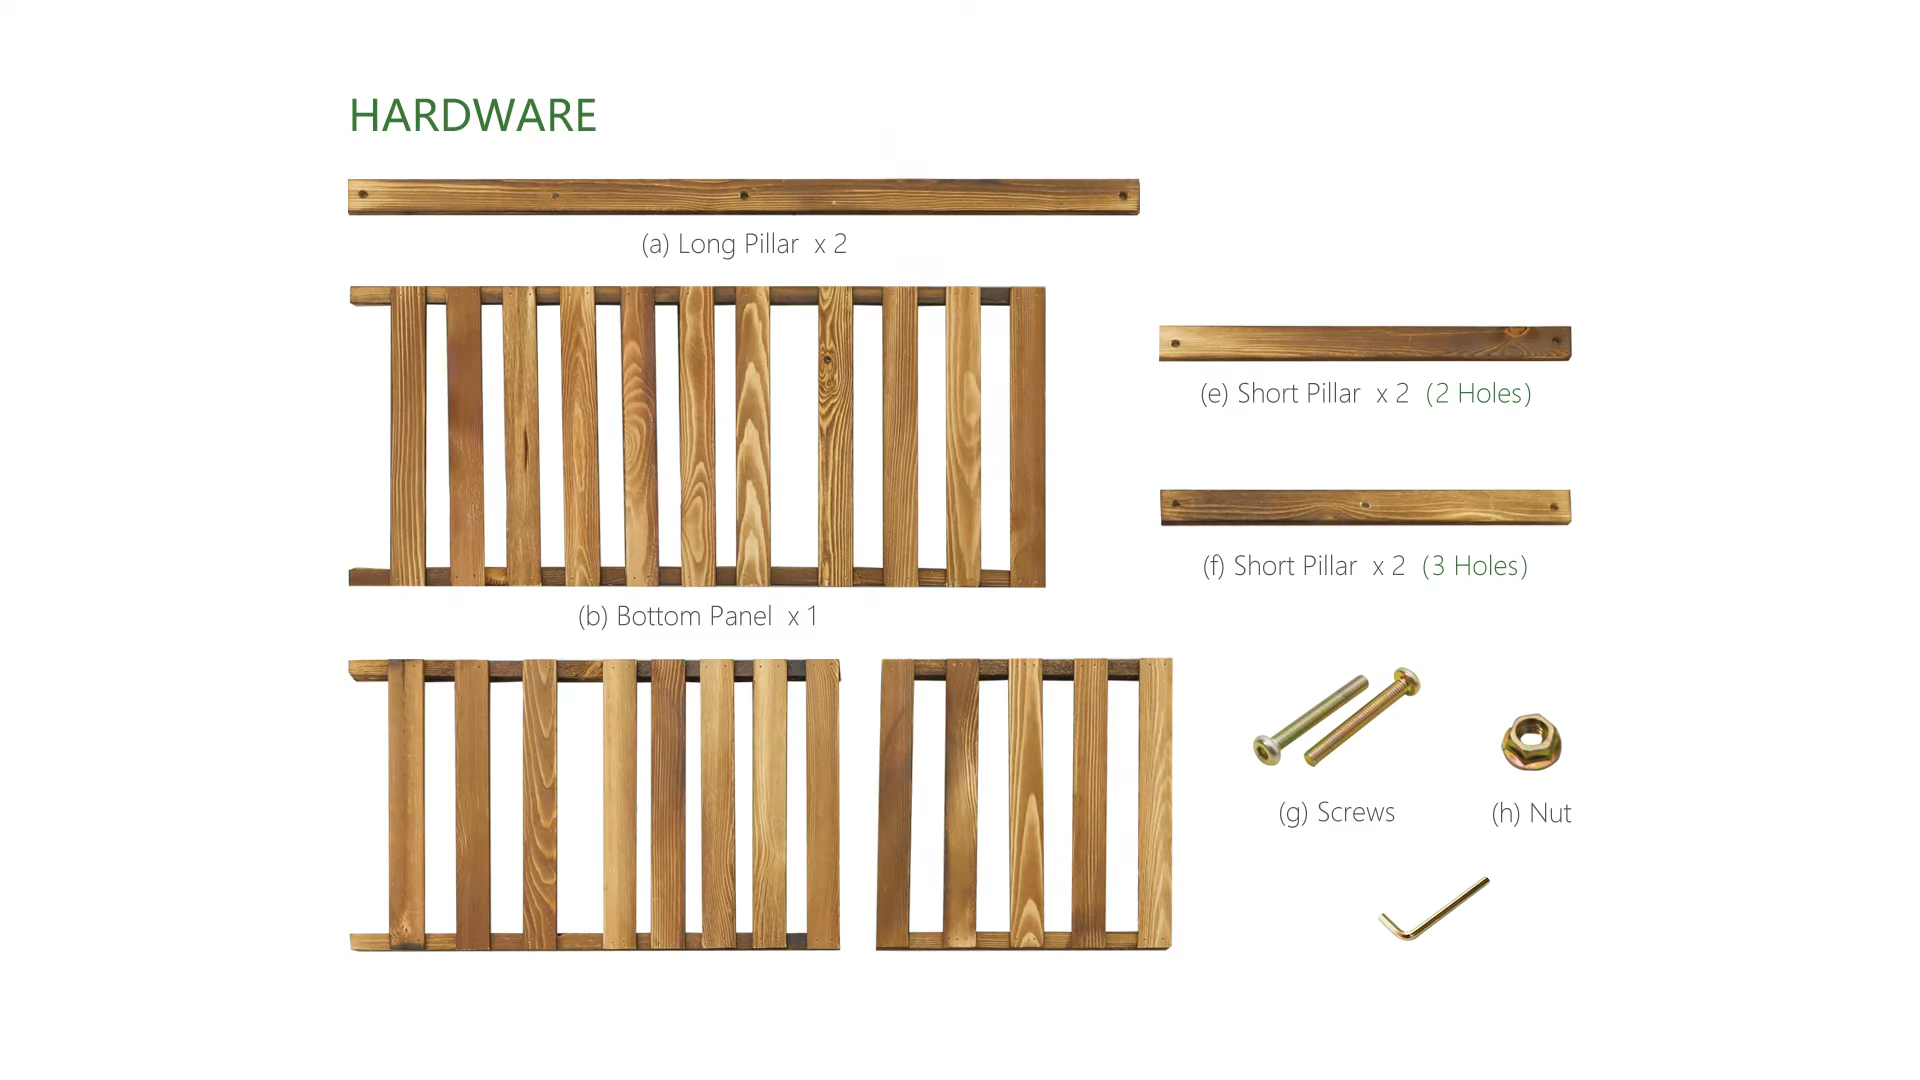 HARDWARE
(a) Long Pillar x 2
(b) Bottom Panel x 1
(e) Short Pillar x 2 (2 Holes)
(f) Short Pillar x 2 (3 Holes)
(g) Screws
(h) Nut